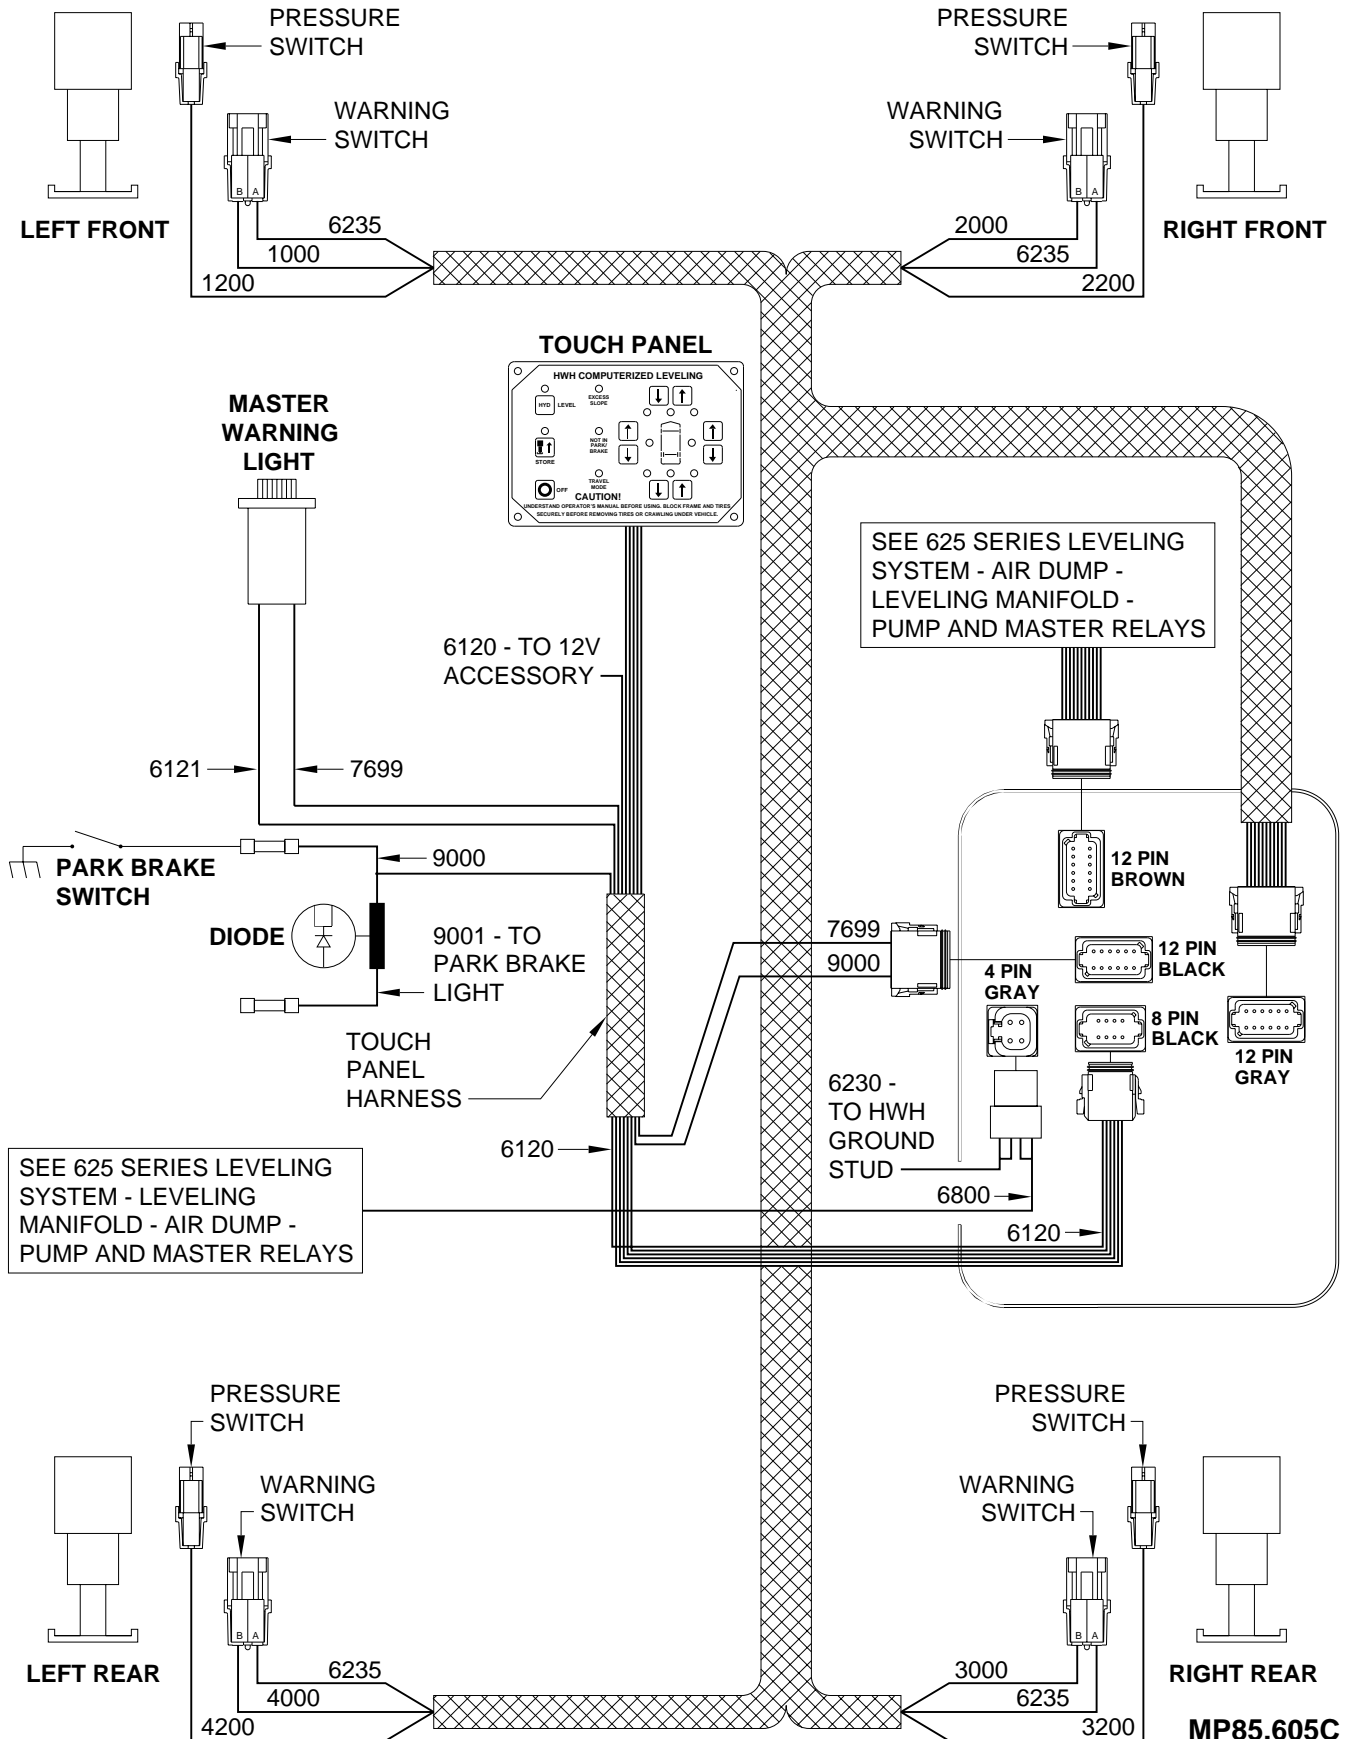 PRESSURE
SWITCH
PRESSURE
SWITCH
WARNING
SWITCH
WARNING
SWITCH
B A
B A
LEFT FRONT
RIGHT FRONT
6235
1000
1200
2000
6235
2200
TOUCH PANEL
HWH COMPUTERIZED LEVELING
HYD
LEVEL
EXCESS
SLOPE
STORE
NOT IN
PARK/
BRAKE
OFF
TRAVEL
MODE
CAUTION!
UNDERSTAND OPERATOR'S MANUAL BEFORE USING. BLOCK FRAME AND TIRES
SECURELY BEFORE REMOVING TIRES OR CRAWLING UNDER VEHICLE.
MASTER
WARNING
LIGHT
SEE 625 SERIES LEVELING
SYSTEM - AIR DUMP -
LEVELING MANIFOLD -
PUMP AND MASTER RELAYS
6120 - TO 12V
ACCESSORY
6121
7699
PARK BRAKE
SWITCH
9000
DIODE
9001 - TO
PARK BRAKE
LIGHT
TOUCH
PANEL
HARNESS
7699
9000
12 PIN
BROWN
12 PIN
BLACK
4 PIN
GRAY
8 PIN
BLACK
12 PIN
GRAY
6230 -
TO HWH
GROUND
STUD
6120
6800
6120
SEE 625 SERIES LEVELING
SYSTEM - LEVELING
MANIFOLD - AIR DUMP -
PUMP AND MASTER RELAYS
PRESSURE
SWITCH
PRESSURE
SWITCH
WARNING
SWITCH
WARNING
SWITCH
B A
B A
LEFT REAR
RIGHT REAR
6235
4000
4200
3000
6235
3200
MP85.605C